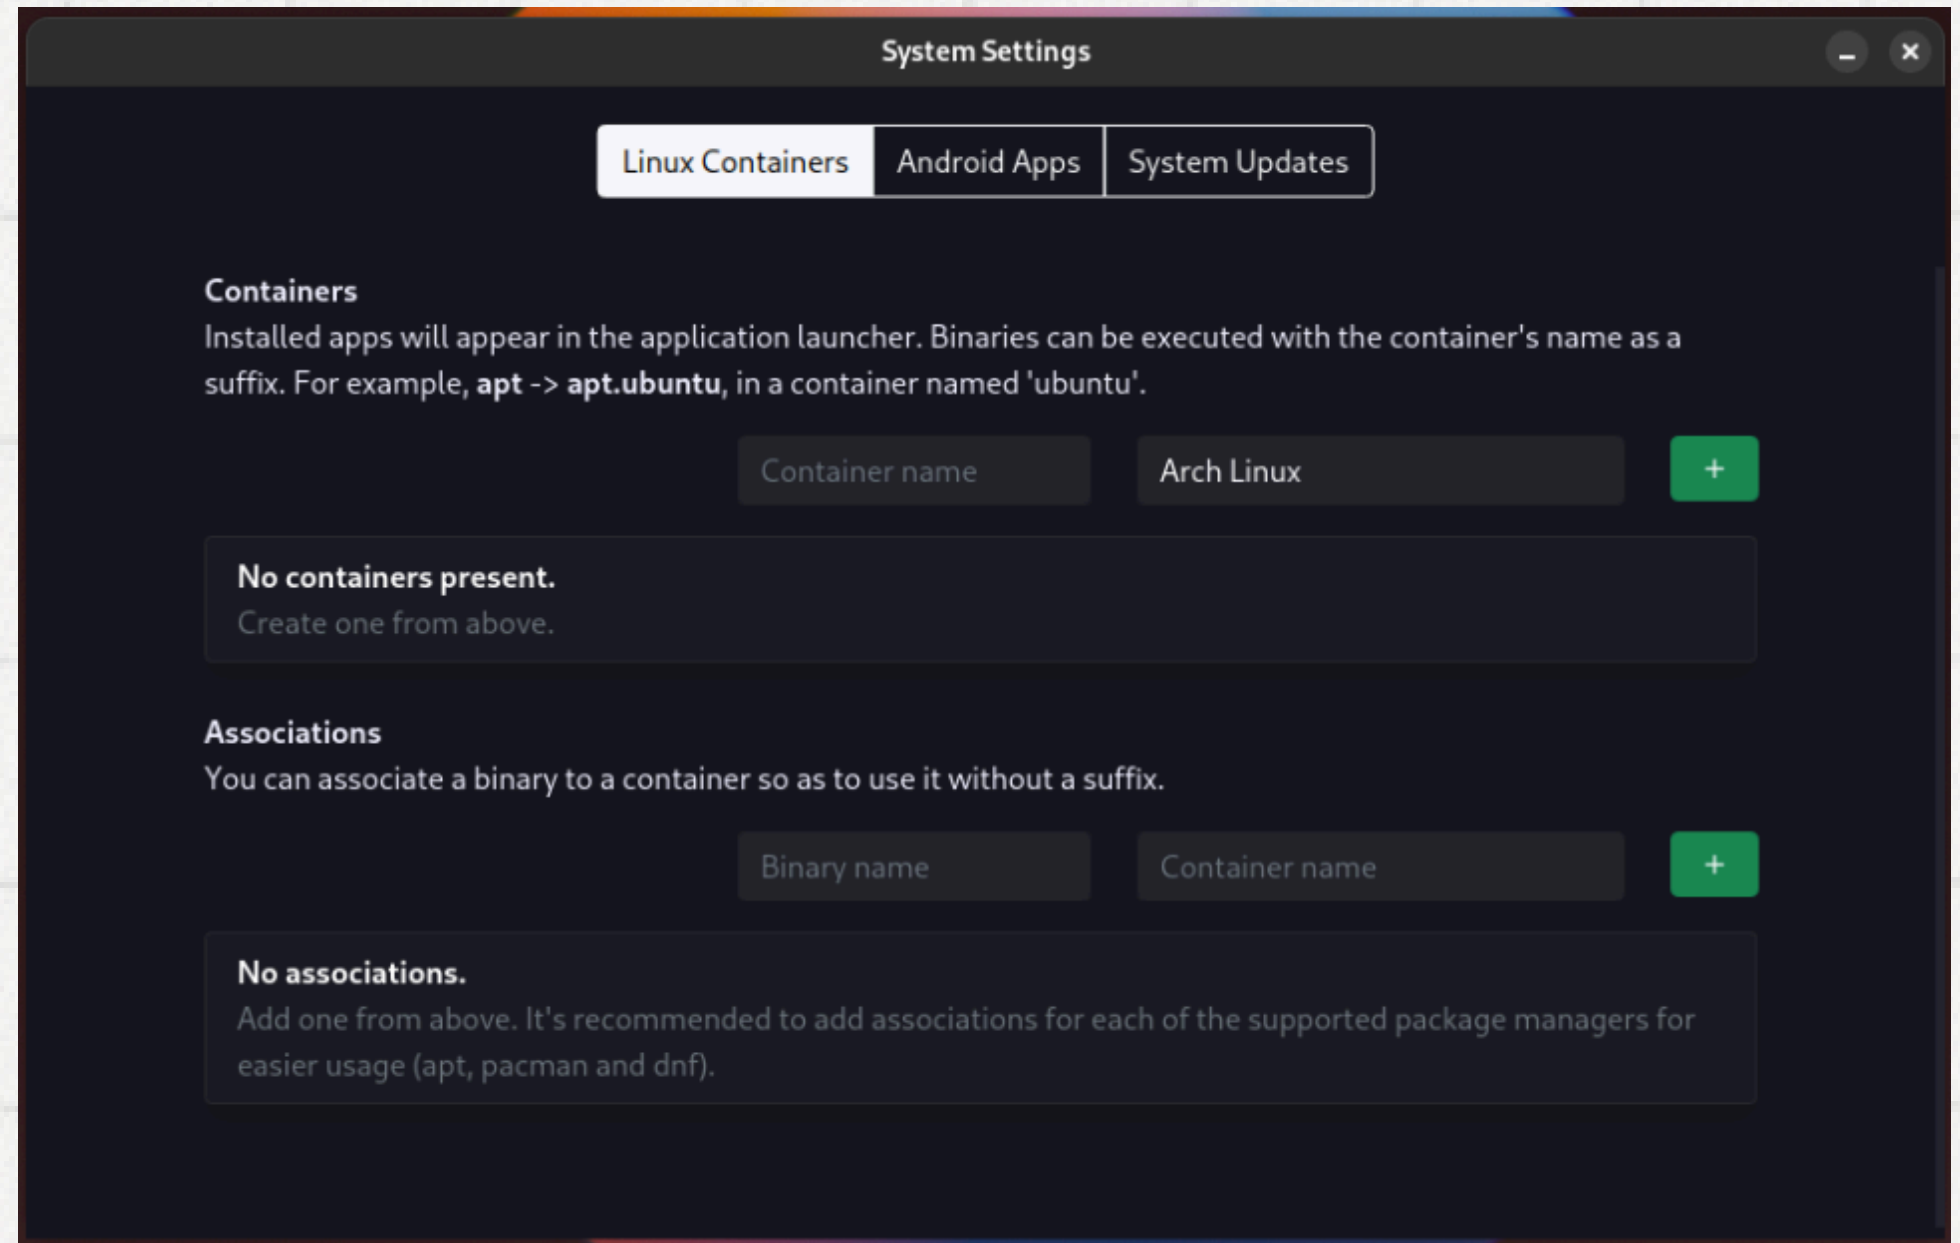 System Settings
Linux Containers
Android Apps
System Updates
Containers
Installed apps will appear in the application launcher. Binaries can be executed with the container's name as a
suffix. For example, apt -> apt.ubuntu, in a container named 'ubuntu'.
Container name
Arch Linux
+
No containers present.
Create one from above.
Associations
You can associate a binary to a container so as to use it without a suffix.
Binary name
Container name
+
No associations.
Add one from above. It's recommended to add associations for each of the supported package managers for
easier usage (apt, pacman and dnf).